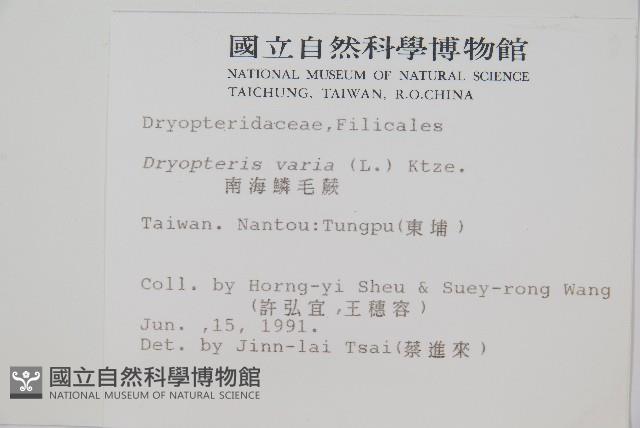 國立自然科學博物館
NATIONAL MUSEUM OF NATURAL SCIENCE
TAICHUNG, TAIWAN, R.O.CHINA
Dryopteridaceae,Filicales
Dryopteris varia (L.) Ktze.
南海鱗毛蕨
Taiwan. Nantou:Tungpu(東埔)
Coll. by Horng-yi Sheu & Suey-rong Wang
(許弘宜,王穗容)
Jun. ,15, 1991.
Det. by Jinn-lai Tsai(蔡進來)
國立自然科學博物館
NATIONAL MUSEUM OF NATURAL SCIENCE